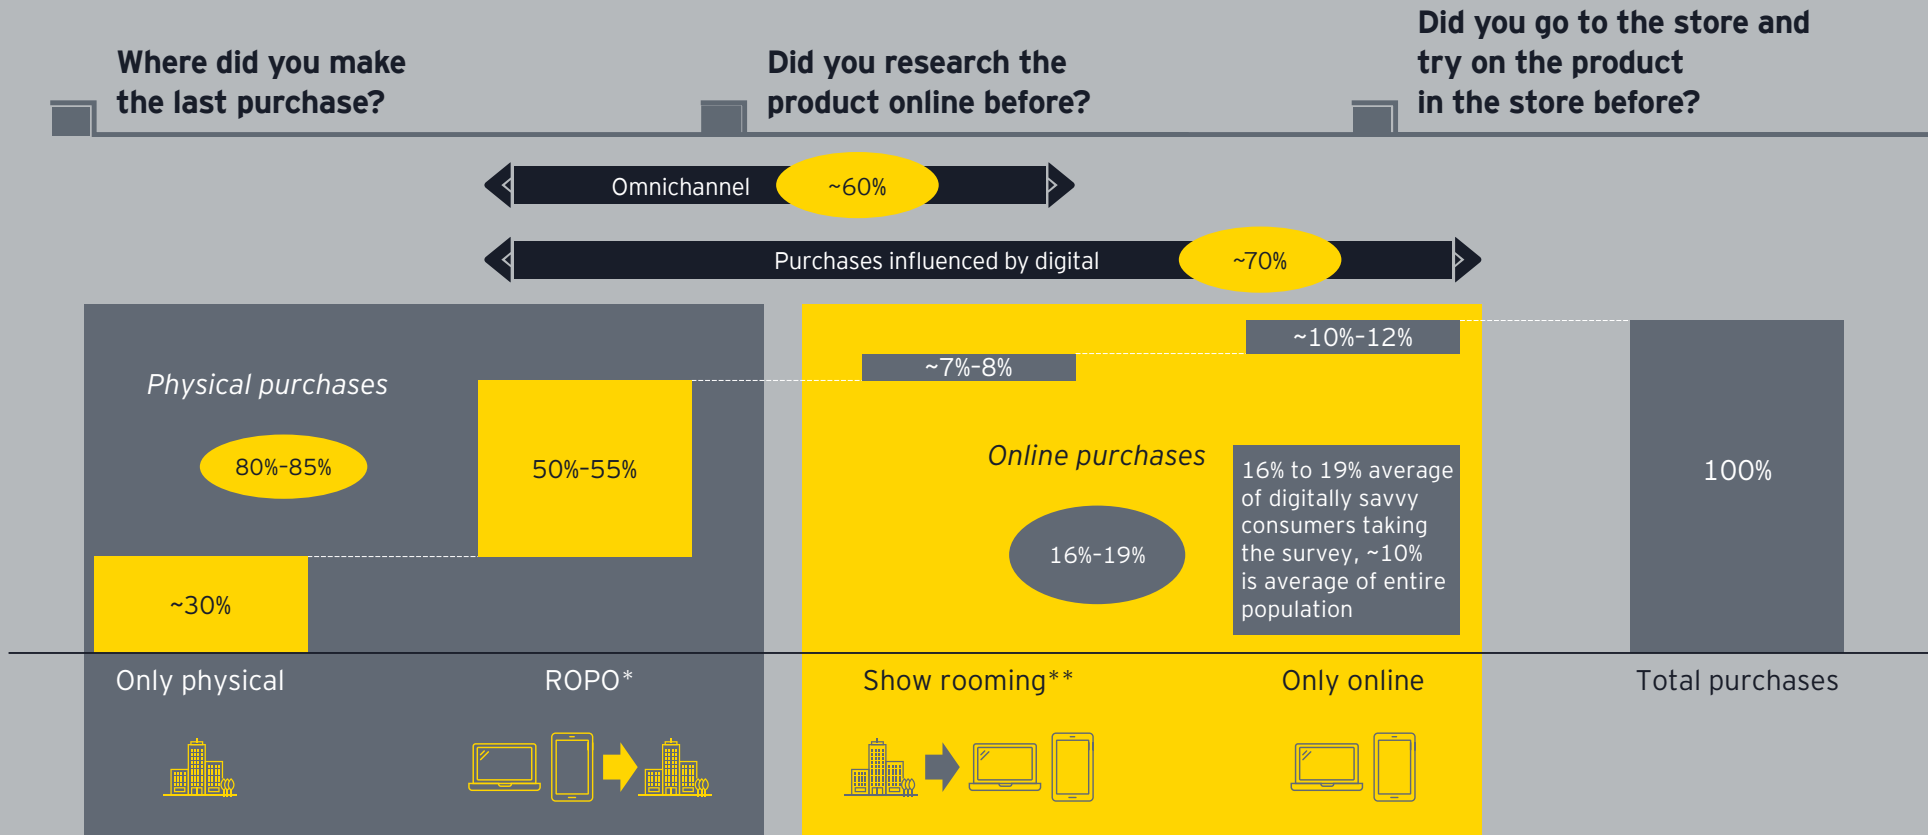 Where did you make
the last purchase?
Did you research the
product online before?
Did you go to the store and
try on the product
in the store before?
Omnichannel
~60%
Purchases influenced by digital
~70%
Physical purchases
80%-85%
~30%
50%-55%
~7%-8%
~10%-12%
Online purchases
16%-19%
16% to 19% average
of digitally savvy
consumers taking
the survey, ~10%
is average of entire
population
100%
Only physical
ROPO*
Show rooming**
Only online
Total purchases